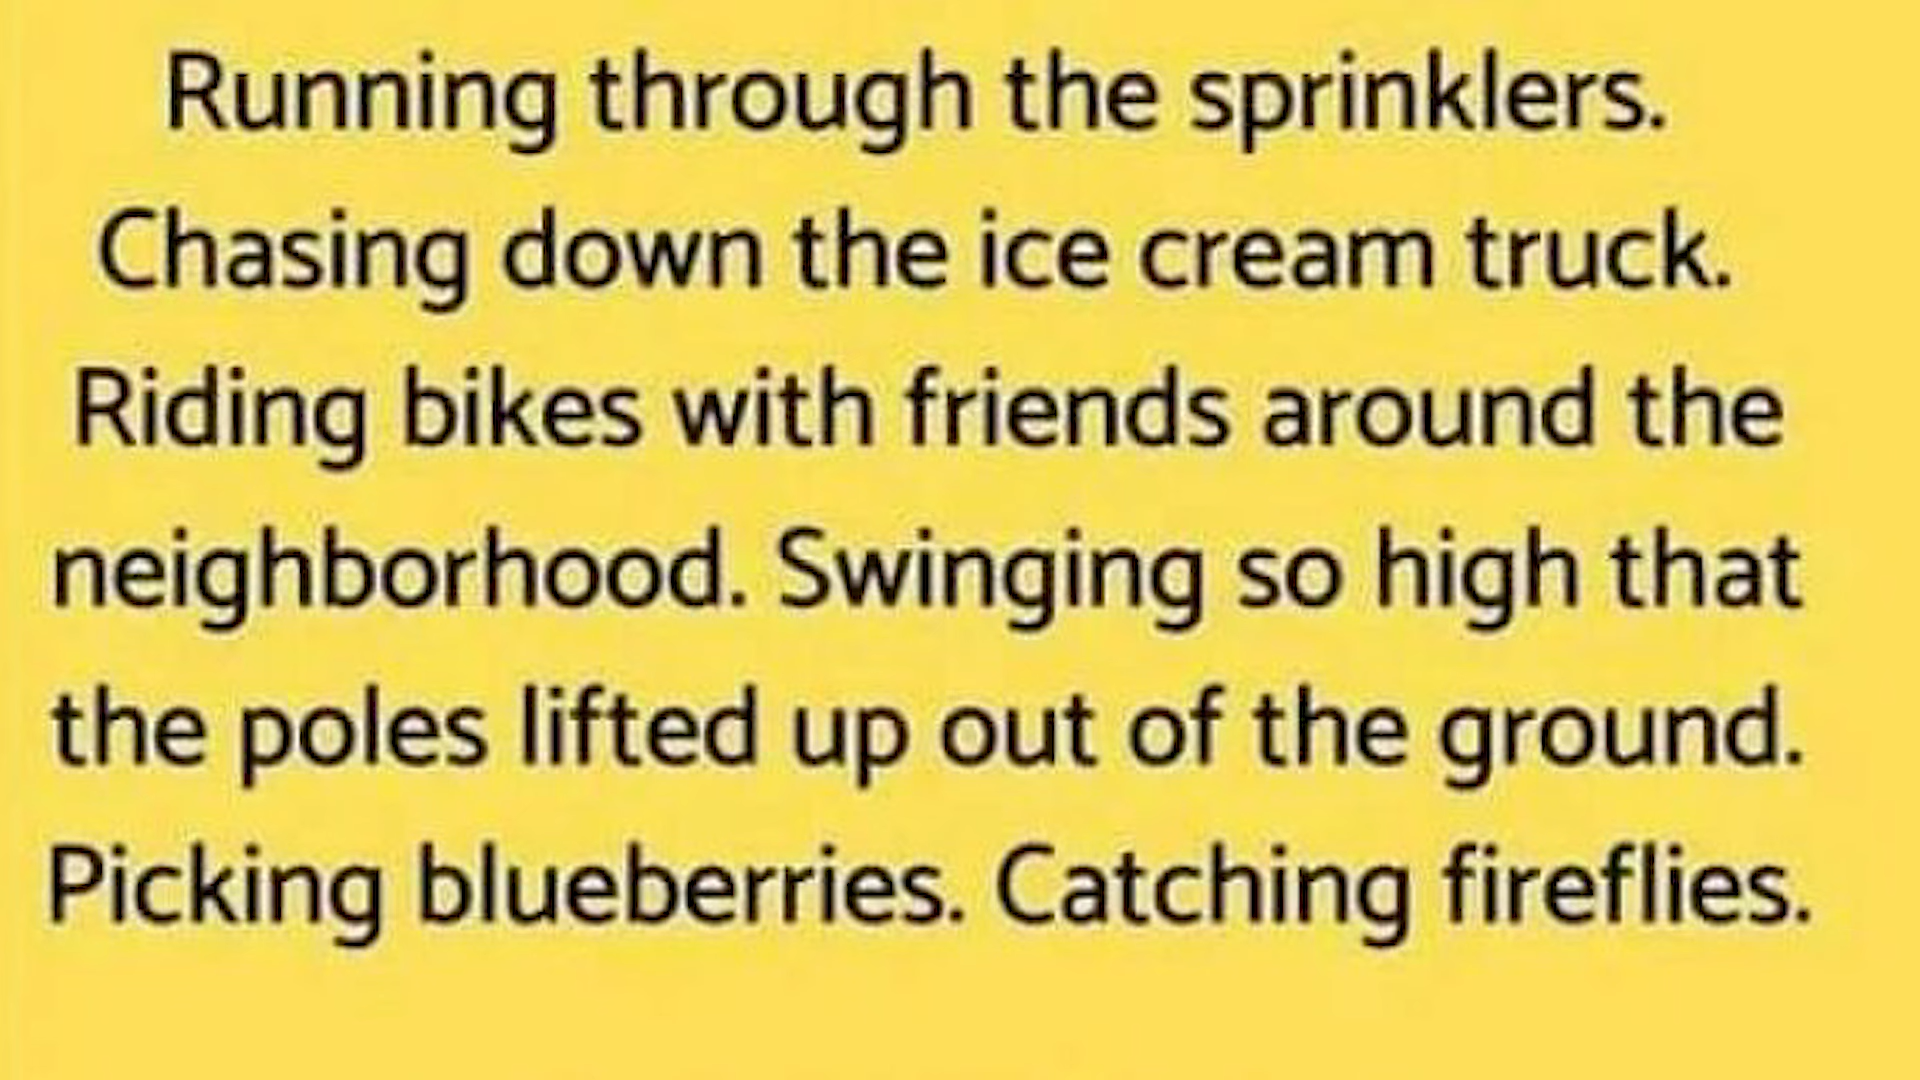 Running through the sprinklers.
Chasing down the ice cream truck.
Riding bikes with friends around the
neighborhood. Swinging so high that
the poles lifted up out of the ground.
Picking blueberries. Catching fireflies.